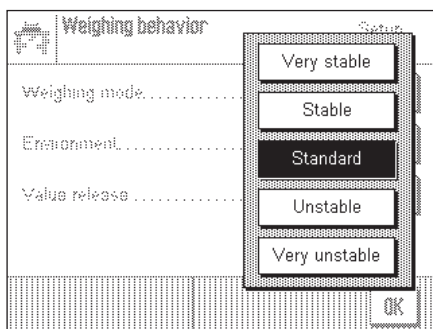 Weighing behavior
Setup
Very stable
Weighing mode
Stable
Environment
Standard
Value release
Unstable
Very unstable
OK